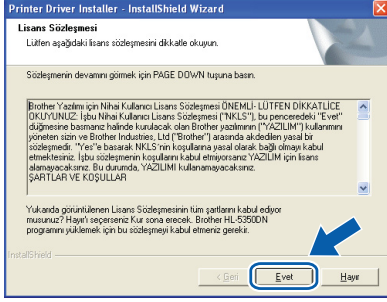 Printer Driver Installer - InstallShield Wizard
Lisans Sözleşmesi
Lütfen aşağıdaki lisans sözleşmesini dikkatle okuyun.
Sözleşmenin devamını görmek için PAGE DOWN tuşuna basın.
Brother Yazılımı için Nihai Kullanıcı Lisans Sözleşmesi ÖNEMLİ- LÜTFEN DİKKATLİCE
OKUYUNUZ: İşbu Nihai Kullanıcı Lisans Sözleşmesi ("NKLS"), bu penceredeki "Evet"
düğmesine basmanız halinde kurulacak olan Brother yazılımının ("YAZILIM") kullanımını
yöneten sizin ve Brother Industries, Ltd ("Brother") arasında akdedilen yasal bir
sözleşmedir. "Yes"e basarak NKLS'nin koşullarına yasal olarak bağlı olmayı kabul
etmektesiniz. İşbu sözleşmenin koşullarını kabul etmiyorsanız YAZILIM için lisans
alamayacaksınız. Bu durumda, YAZILIMI kullanamayacaksınız.
ŞARTLAR VE KOŞULLAR
Yukarıda görüntülenen Lisans Sözleşmesinin tüm şartlarını kabul ediyor
musunuz? Hayır'ı seçerseniz Kur sona erecek. Brother HL-5350DN
programını yüklemek için bu sözleşmeyi kabul etmeniz gerekir.
InstallShield
< Geri Evet Hayır